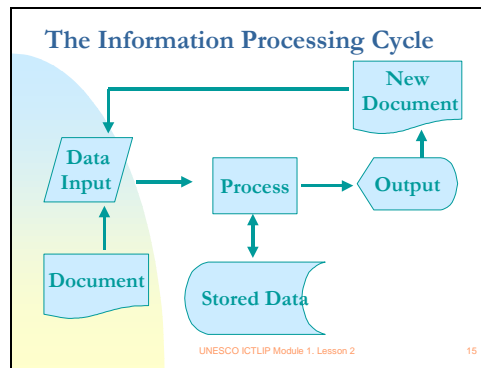 The Information Processing Cycle
New
Document
Data
Input
Process
Output
Document
Stored Data
UNESCO ICTLIP Module 1. Lesson 2
15